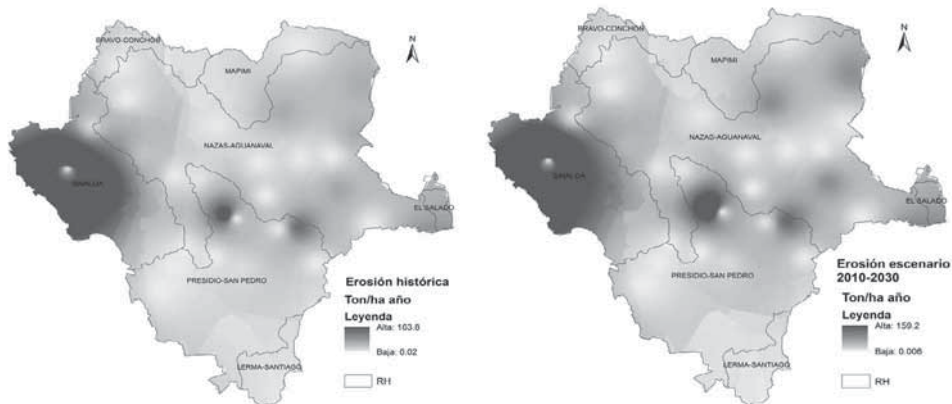 BRAVO-CONCHOS
N
MAPIMI
NAZAS-AGUANAVAL
SINALOA
EL SALADO
PRESIDIO-SAN PEDRO
Erosión histórica
Ton/ha año
Leyenda
Alta: 163.8
Baja: 0.02
RH
LERMA-SANTIAGO
BRAVO-CONCHOS
N
MAPIMI
NAZAS-AGUANAVAL
SINALOA
EL SALADO
PRESIDIO-SAN PEDRO
Erosión escenario
2010-2030
Ton/ha año
Leyenda
Alta: 159.2
Baja: 0.006
RH
LERMA-SANTIAGO